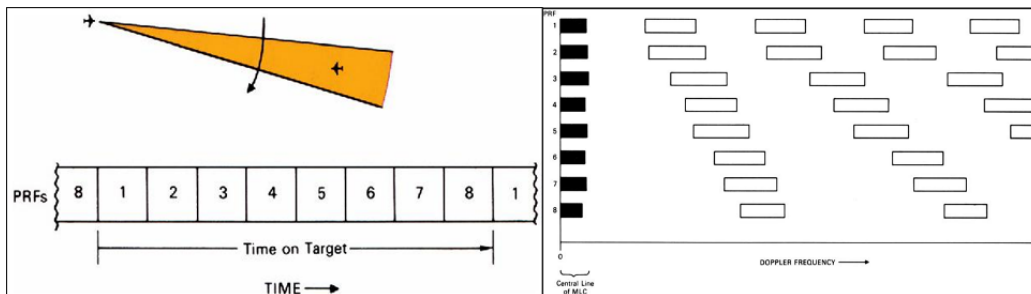 PRFs
8 1 2 3 4 5 6 7 8 1
Time on Target
TIME
PRF
1
2
3
4
5
6
7
8
0
DOPPLER FREQUENCY
Central Line
of MLC